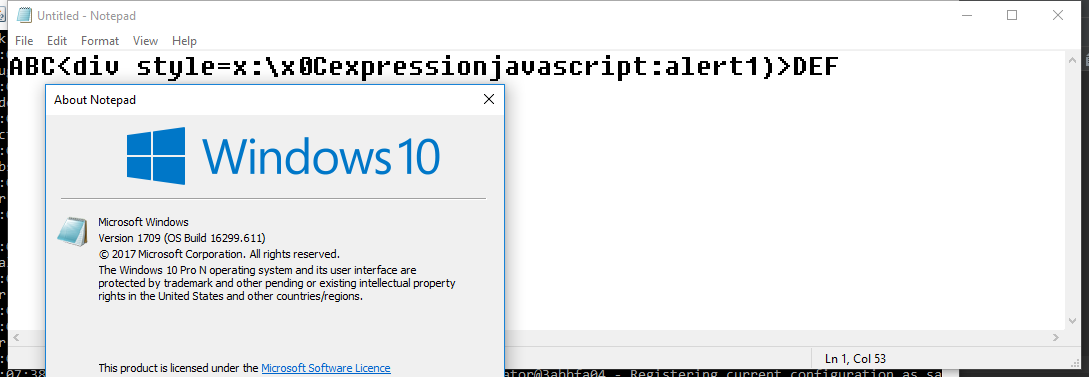 Untitled - Notepad
File Edit Format View Help
ABC<div style=x:\x0Cexpressionjavascript:alert1)>DEF
About Notepad
Windows 10
Microsoft Windows
Version 1709 (OS Build 16299.611)
© 2017 Microsoft Corporation. All rights reserved.
The Windows 10 Pro N operating system and its user interface are
protected by trademark and other pending or existing intellectual property
rights in the United States and other countries/regions.
Ln 1, Col 53
This product is licensed under the Microsoft Software Licence
:07:38
ator@3abbfa04 - Registering current configuration as sa